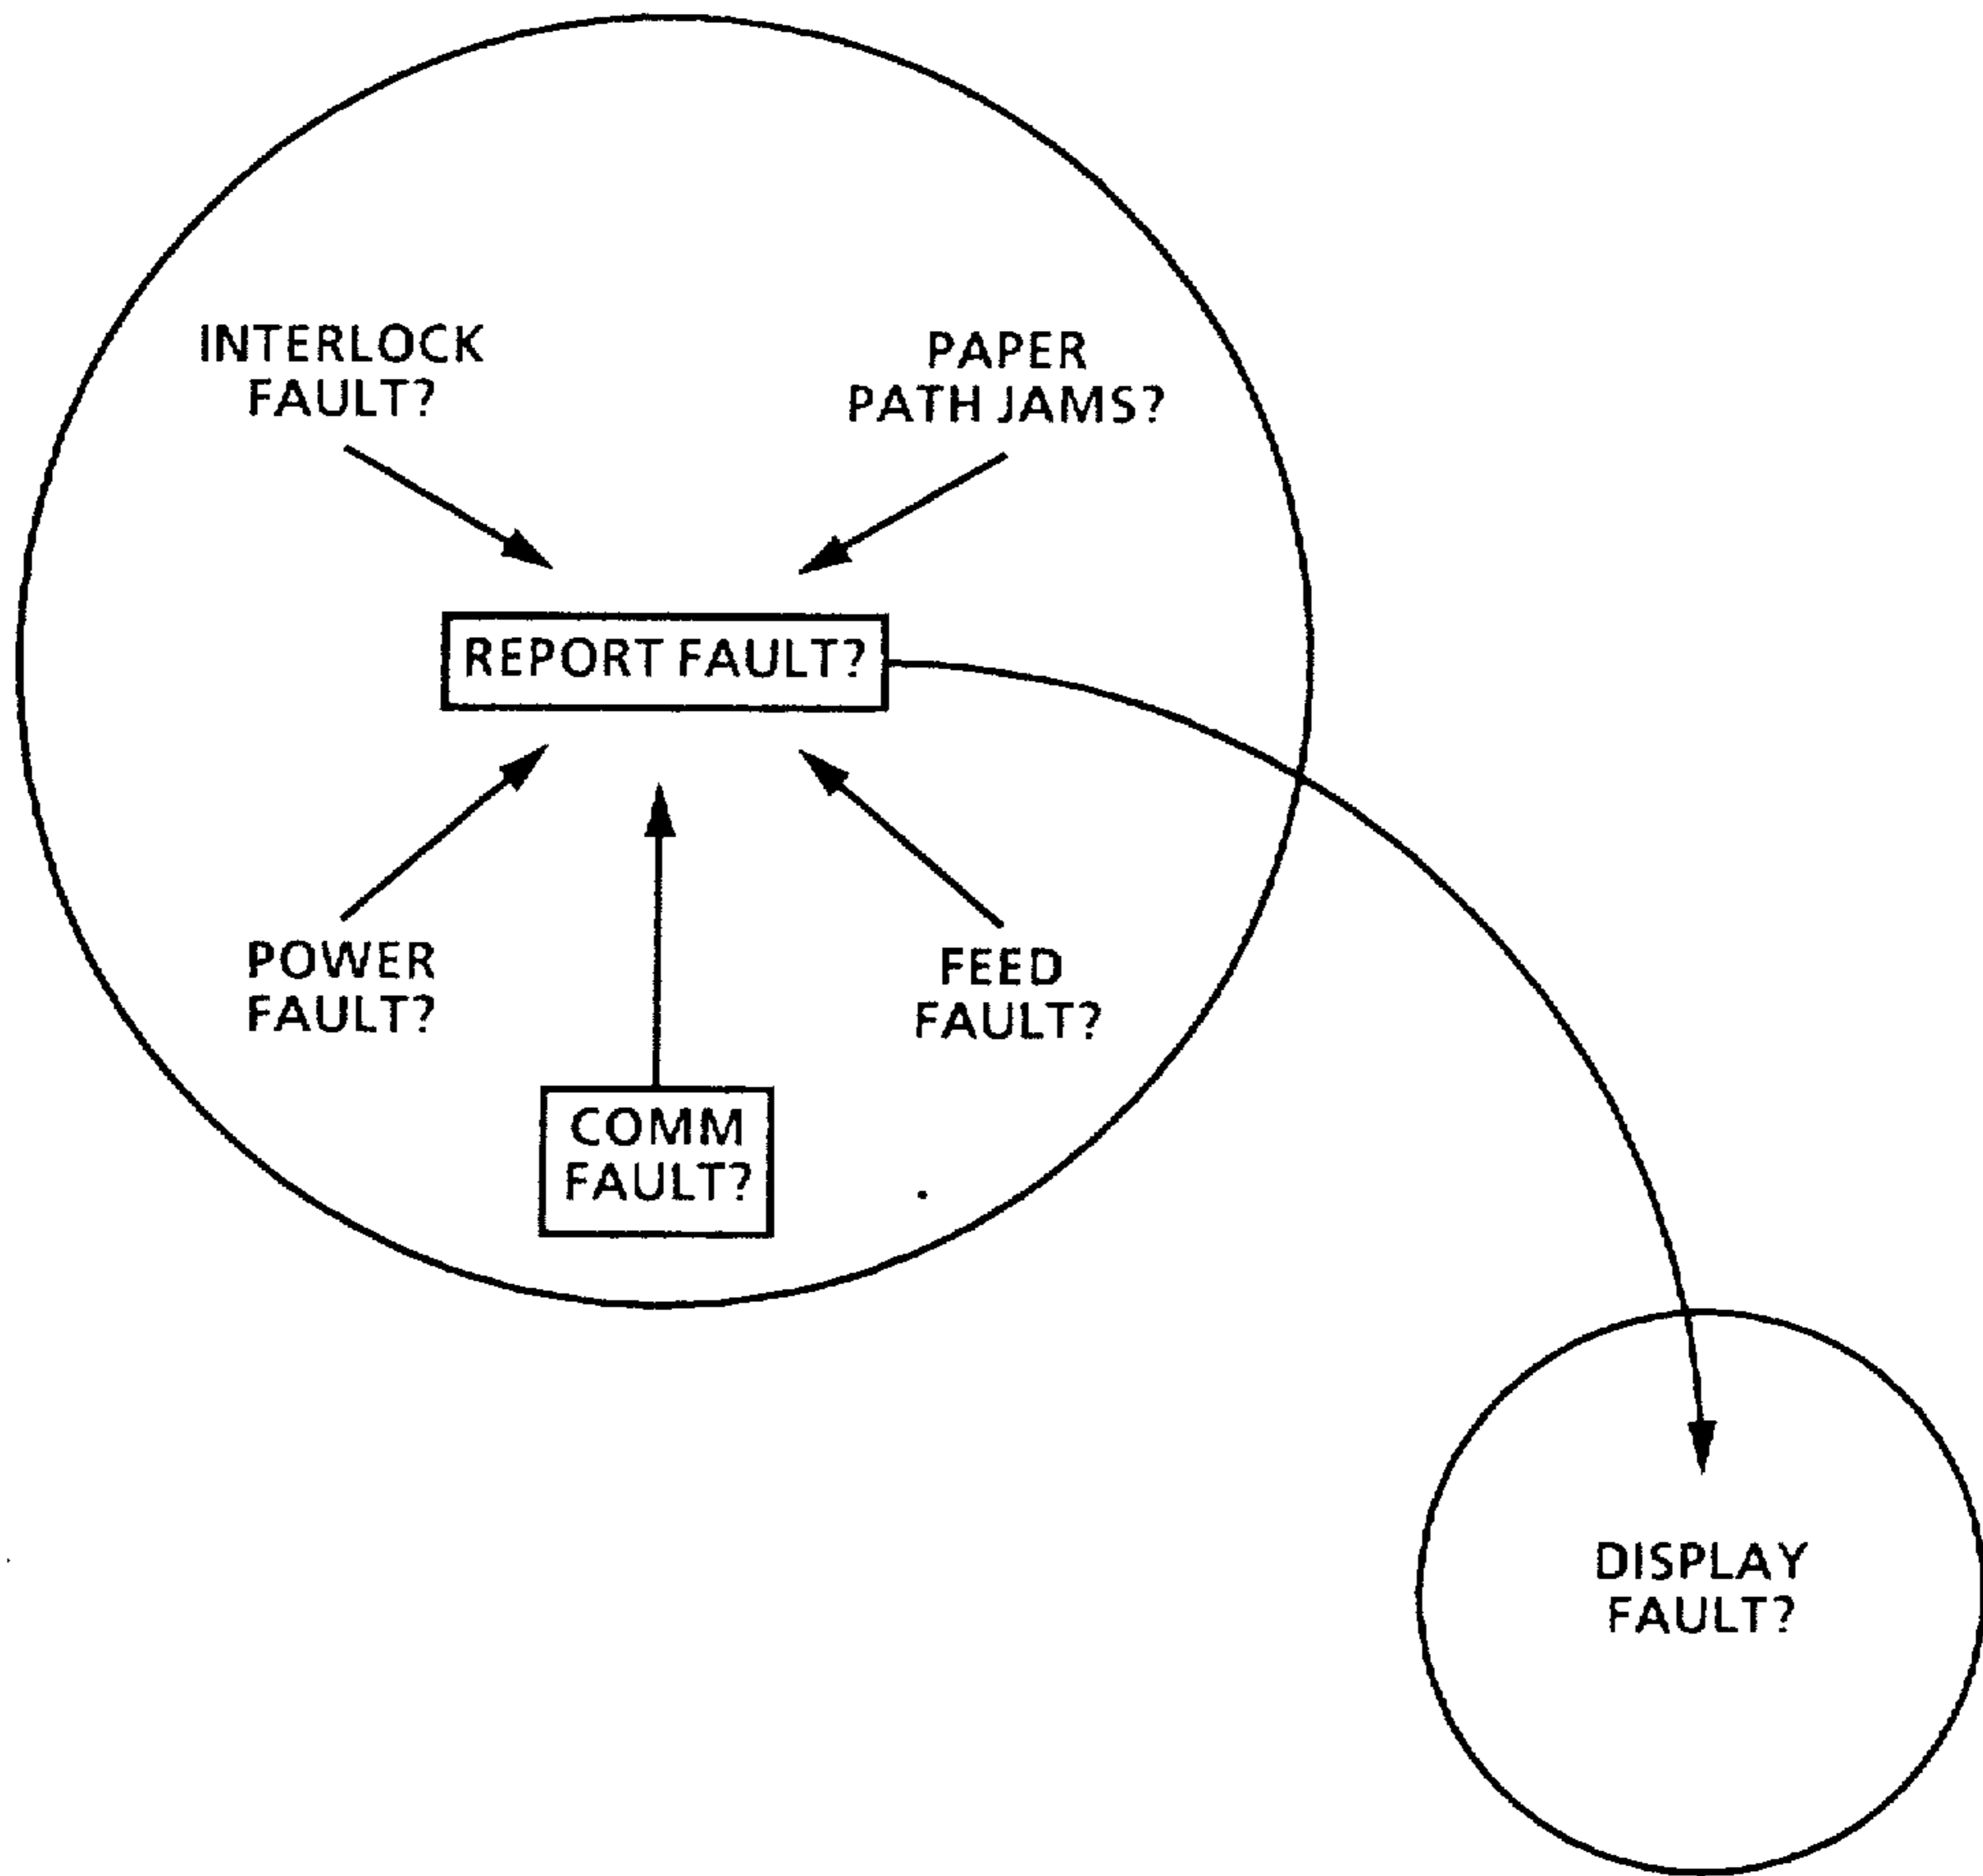 INTERLOCK
FAULT?
PAPER
PATH JAMS?
REPORT FAULT?
POWER
FAULT?
FEED
FAULT?
COMM
FAULT?
DISPLAY
FAULT?